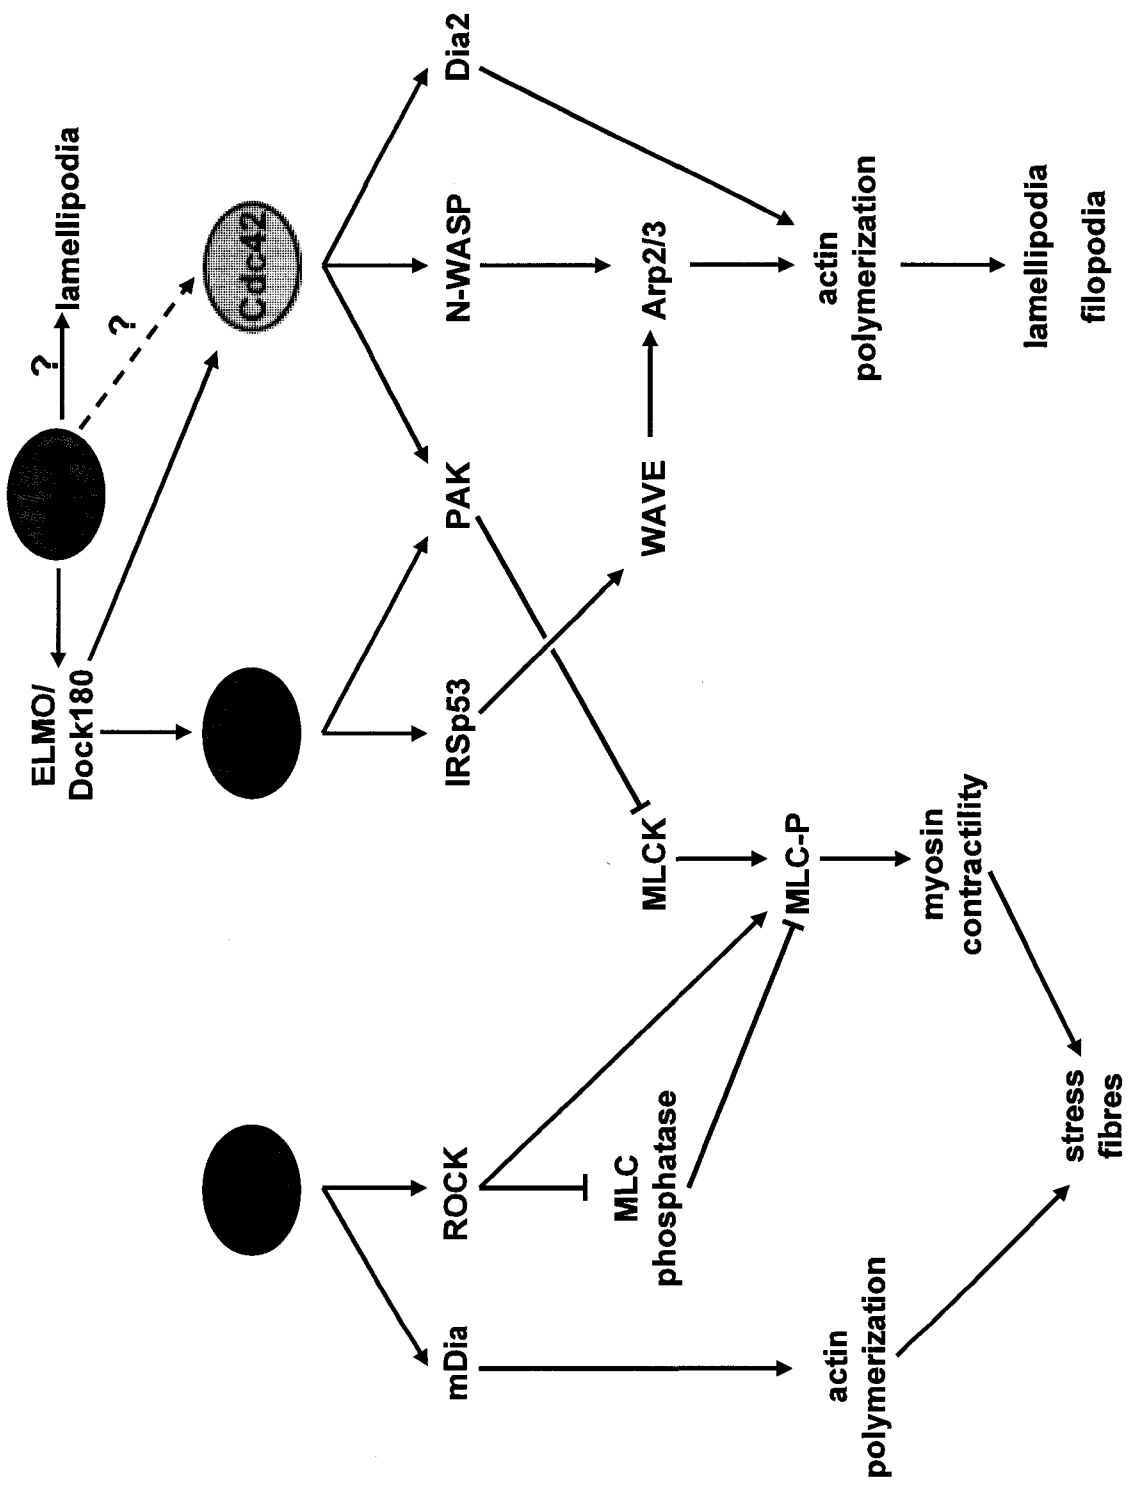 ?
lamellipodia
?
ELMO/
Dock180
Cdc42
mDia
ROCK
IRSp53
PAK
N-WASP
Dia2
MLC
phosphatase
MLCK
WAVE
Arp2/3
MLC-P
actin
polymerization
myosin
contractility
actin
polymerization
stress
fibres
lamellipodia
filopodia